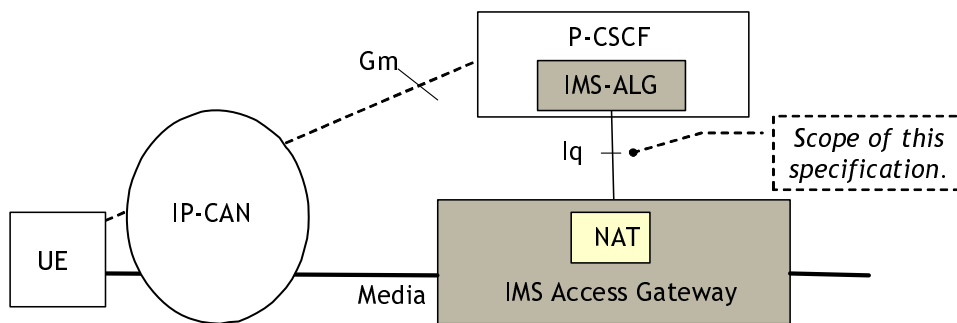 P-CSCF
Gm
IMS-ALG
Iq
Scope of this
specification.
IP-CAN
NAT
UE
Media
IMS Access Gateway